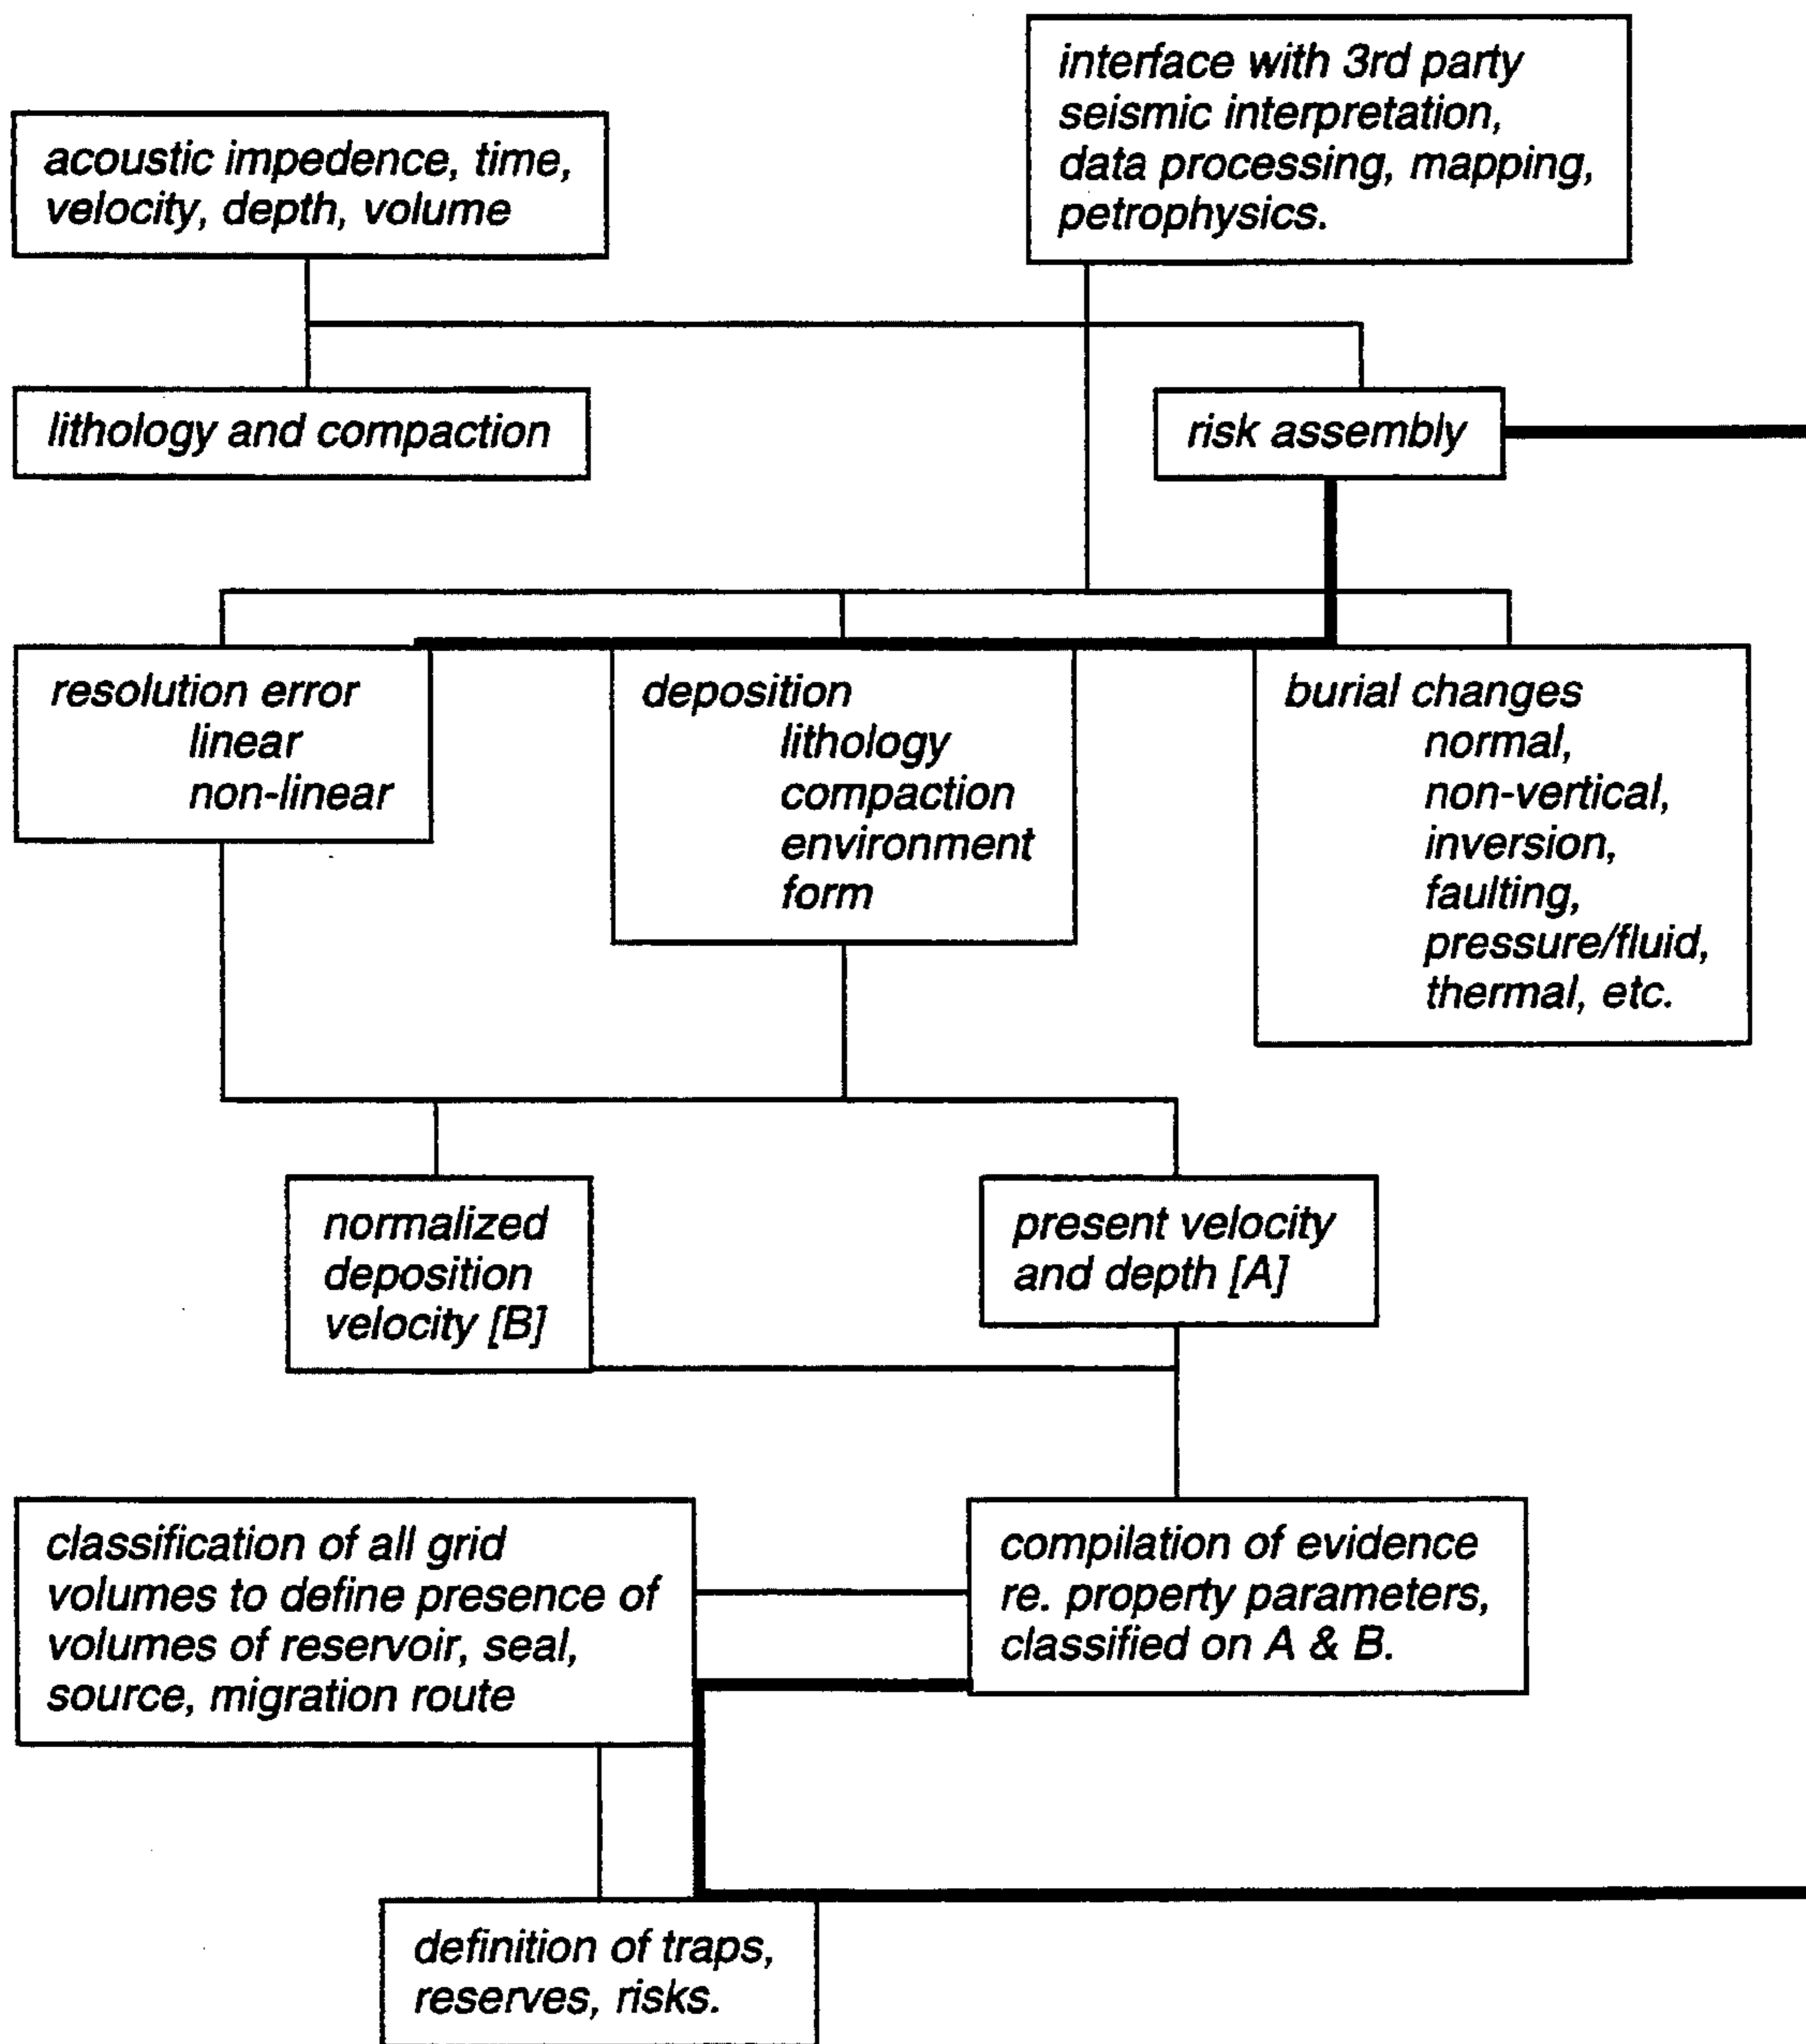 interface with 3rd party
seismic interpretation,
data processing, mapping,
petrophysics.
acoustic impedence, time,
velocity, depth, volume
lithology and compaction
risk assembly
resolution error
linear
non-linear
deposition
lithology
compaction
environment
form
burial changes
normal,
non-vertical,
inversion,
faulting,
pressure/fluid,
thermal, etc.
normalized
deposition
velocity [B]
present velocity
and depth [A]
classification of all grid
volumes to define presence of
volumes of reservoir, seal,
source, migration route
compilation of evidence
re. property parameters,
classified on A & B.
definition of traps,
reserves, risks.